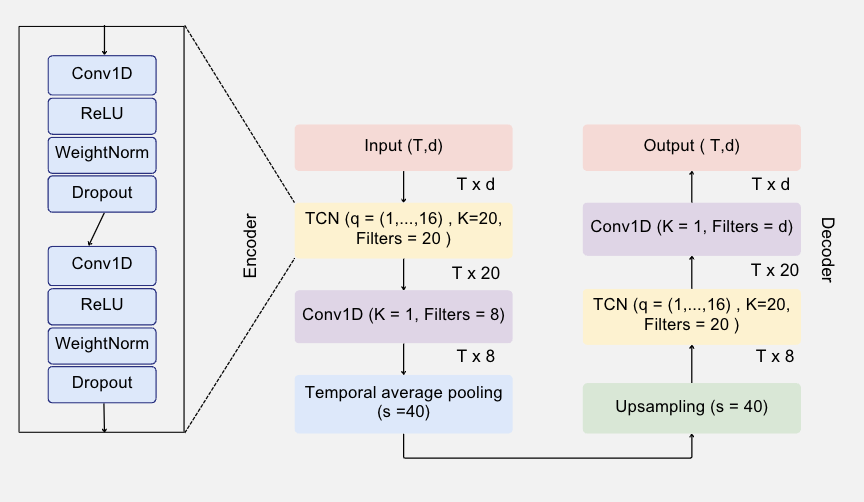 Conv1D
ReLU
WeightNorm
Dropout
Conv1D
ReLU
WeightNorm
Dropout
Encoder
Input (T,d)
T x d
TCN (q = (1,...,16) , K=20,
Filters = 20 )
T x 20
Conv1D (K = 1, Filters = 8)
T x 8
Temporal average pooling
(s =40)
Output ( T,d)
T x d
Conv1D (K = 1, Filters = d)
T x 20
TCN (q = (1,...,16) , K=20,
Filters = 20 )
T x 8
Upsampling (s = 40)
Decoder